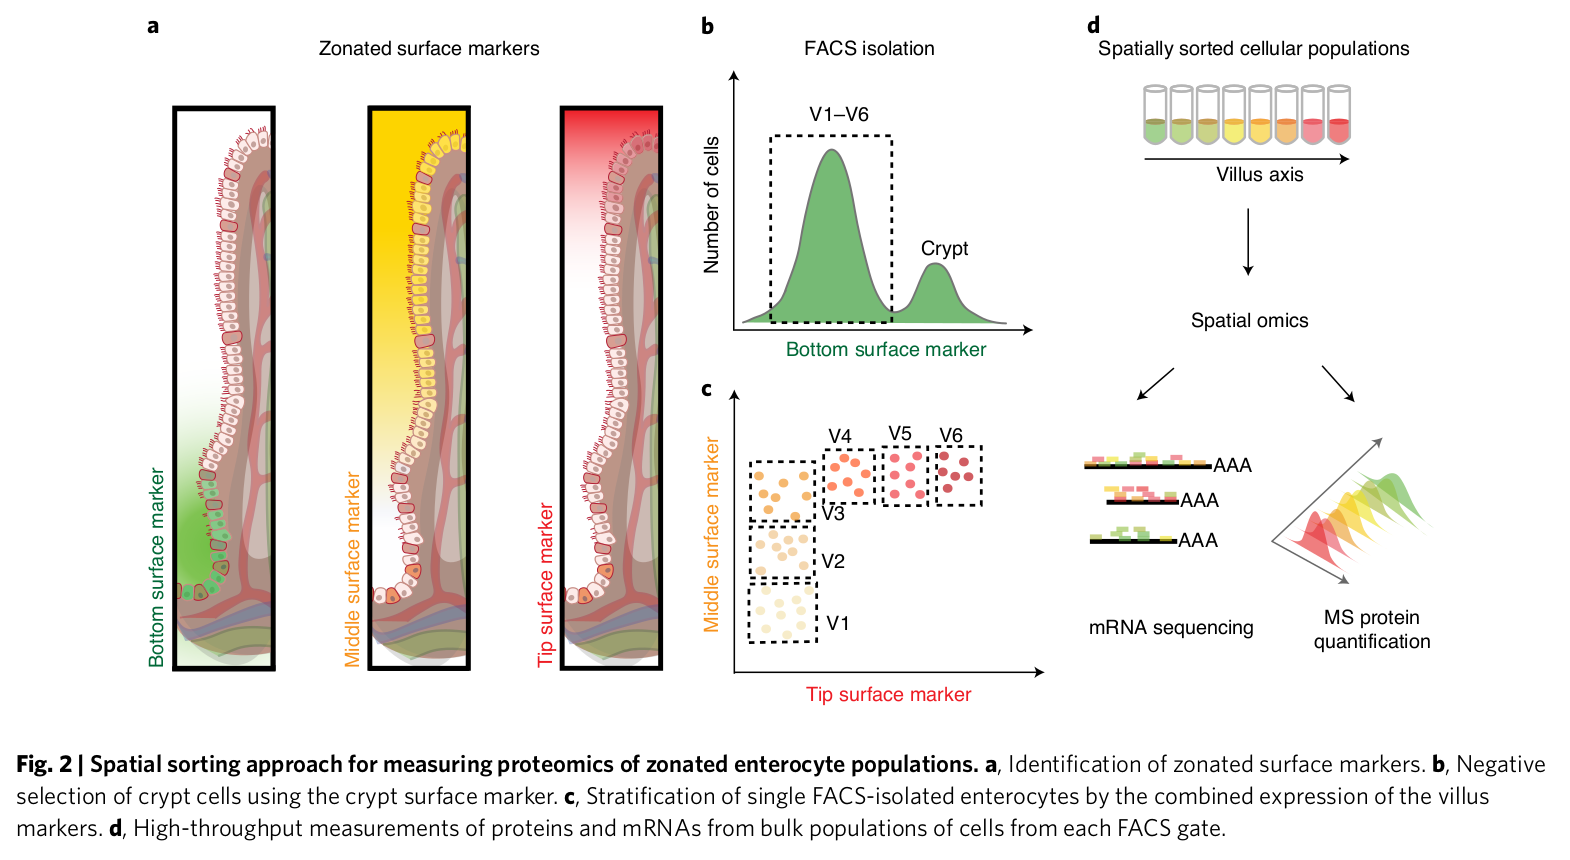 a
Zonated surface markers
Bottom surface marker
Middle surface marker
Tip surface marker
b
FACS isolation
Number of cells
V1–V6
Crypt
Bottom surface marker
c
Middle surface marker
V4
V5
V6
V3
V2
V1
Tip surface marker
d
Spatially sorted cellular populations
Villus axis
Spatial omics
AAA
AAA
AAA
mRNA sequencing
MS protein
quantification
Fig. 2 | Spatial sorting approach for measuring proteomics of zonated enterocyte populations. a, Identification of zonated surface markers. b, Negative
selection of crypt cells using the crypt surface marker. c, Stratification of single FACS-isolated enterocytes by the combined expression of the villus
markers. d, High-throughput measurements of proteins and mRNAs from bulk populations of cells from each FACS gate.